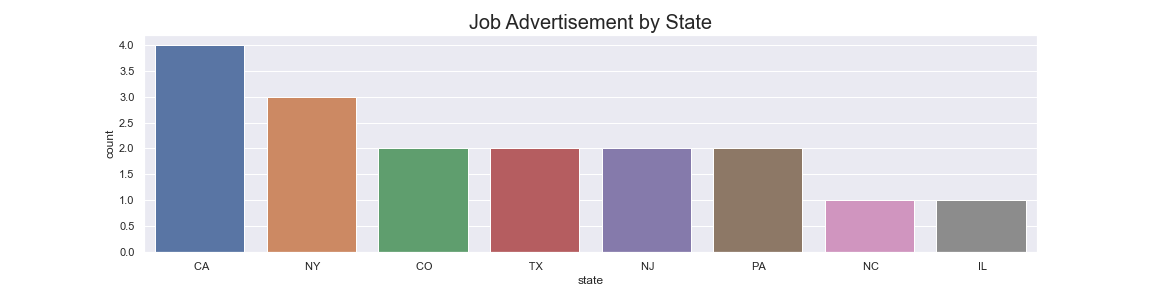 Job Advertisement by State
4.0
3.5
3.0
2.5
2.0
1.5
1.0
0.5
0.0
count
CA NY CO TX NJ PA NC IL
state